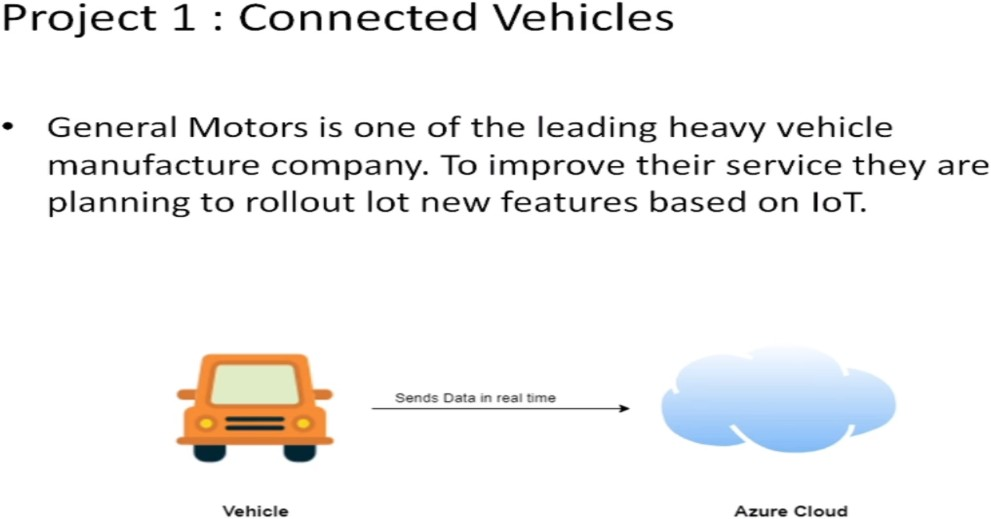 Project 1 : Connected Vehicles
• General Motors is one of the leading heavy vehicle
manufacture company. To improve their service they are
planning to rollout lot new features based on IoT.
Sends Data in real time
Vehicle
Azure Cloud